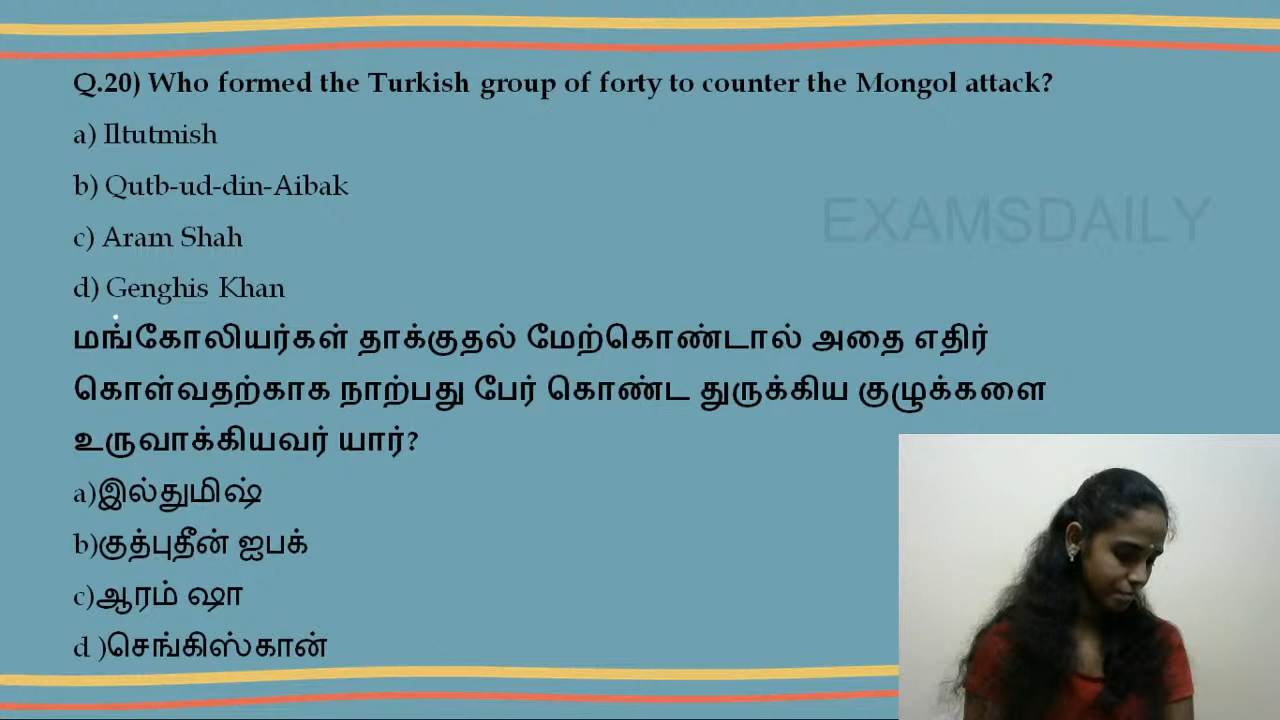 Q.20) Who formed the Turkish group of forty to counter the Mongol attack?
a) Iltutmish
b) Qutb-ud-din-Aibak
EXAMSDAILY
c) Aram Shah
d) Genghis Khan
மங்கோலியர்கள் தாக்குதல் மேற்கொண்டால் அதை எதிர்
கொள்வதற்காக நாற்பது பேர் கொண்ட துருக்கிய குழுக்களை
உருவாக்கியவர் யார்?
a)இல்துமிஷ்
b)குத்புதீன் ஐபக்
c)ஆரம் ஷா
d )செங்கிஸ்கான்